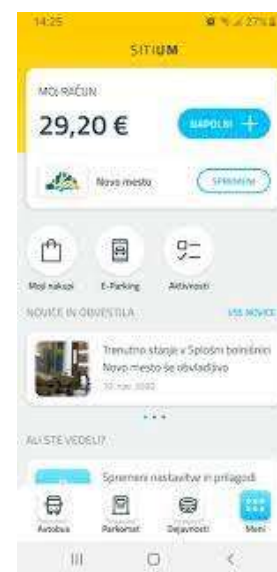 14:25
27%
SITIUM
MOJ RAČUN
29,20 €
NAPOLNI +
Novo mesto
SPREMENI
Moji nakupi
E-Parking
Aktivnosti
NOVICE IN OBVESTILA
VSE NOVICE
Trenutno stanje v Splošni bolnišnici
Novo mesto še obvladljivo
ALI STE VEDELI?
Spremeni nastavitve in prilagodi
Avtobus
Parkomat
Dejavnosti
Meni